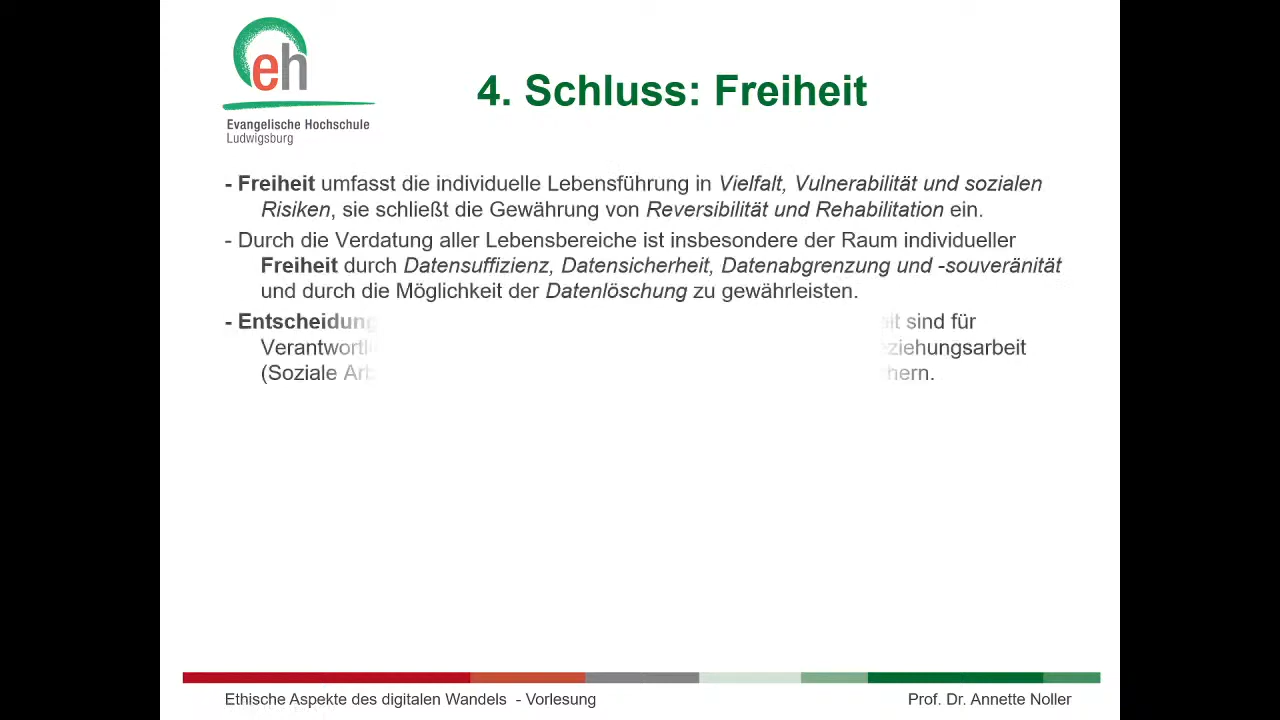 eh
Evangelische Hochschule
Ludwigsburg
4. Schluss: Freiheit
- Freiheit umfasst die individuelle Lebensführung in Vielfalt, Vulnerabilität und sozialen
Risiken, sie schließt die Gewährung von Reversibilität und Rehabilitation ein.
- Durch die Verdatung aller Lebensbereiche ist insbesondere der Raum individueller
Freiheit durch Datensuffizienz, Datensicherheit, Datenabgrenzung und -souveränität
und durch die Möglichkeit der Datenlöschung zu gewährleisten.
- Entscheidung sind für
(Soziale
Ethische Aspekte des digitalen Wandels - Vorlesung
Prof. Dr. Annette Noller